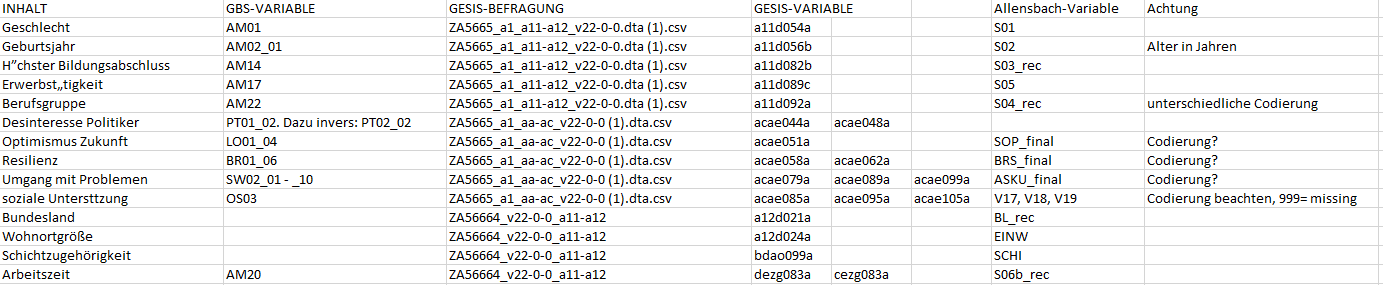 INHALT GBS-VARIABLE GESIS-BEFRAGUNG GESIS-VARIABLE Allensbach-Variable Achtung
Geschlecht AM01 ZA5665_a1_a11-a12_v22-0-0.dta (1).csv a11d054a S01
Geburtsjahr AM02_01 ZA5665_a1_a11-a12_v22-0-0.dta (1).csv a11d056b S02 Alter in Jahren
H”chster Bildungsabschluss AM14 ZA5665_a1_a11-a12_v22-0-0.dta (1).csv a11d082b S03_rec
Erwerbst„tigkeit AM17 ZA5665_a1_a11-a12_v22-0-0.dta (1).csv a11d089c S05
Berufsgruppe AM22 ZA5665_a1_a11-a12_v22-0-0.dta (1).csv a11d092a S04_rec unterschiedliche Codierung
Desinteresse Politiker PT01_02. Dazu invers: PT02_02 ZA5665_a1_aa-ac_v22-0-0 (1).dta.csv acae044a acae048a
Optimismus Zukunft LO01_04 ZA5665_a1_aa-ac_v22-0-0 (1).dta.csv acae051a SOP_final Codierung?
Resilienz BR01_06 ZA5665_a1_aa-ac_v22-0-0 (1).dta.csv acae058a acae062a BRS_final Codierung?
Umgang mit Problemen SW02_01 - _10 ZA5665_a1_aa-ac_v22-0-0 (1).dta.csv acae079a acae089a acae099a ASKU_final Codierung?
soziale Untersttzung OS03 ZA5665_a1_aa-ac_v22-0-0 (1).dta.csv acae085a acae095a acae105a V17, V18, V19 Codierung beachten, 999= missing
Bundesland ZA56664_v22-0-0_a11-a12 a12d021a BL_rec
Wohnortgröße ZA56664_v22-0-0_a11-a12 a12d024a EINW
Schichtzugehörigkeit ZA56664_v22-0-0_a11-a12 bdao099a SCHI
Arbeitszeit AM20 ZA56664_v22-0-0_a11-a12 dezg083a cezg083a S06b_rec